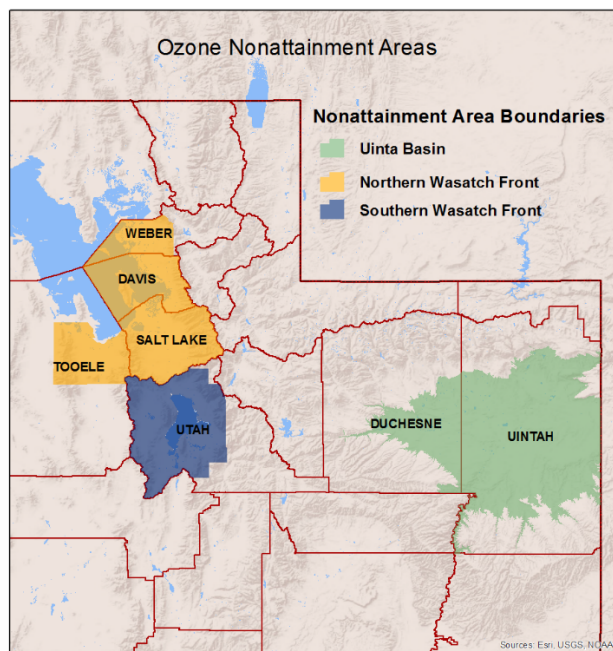 Ozone Nonattainment Areas
Nonattainment Area Boundaries
Uinta Basin
Northern Wasatch Front
Southern Wasatch Front
WEBER
DAVIS
SALT LAKE
TOOELE
UTAH
DUCHESNE
UINTAH
Sources: Esri, USGS, NOAA